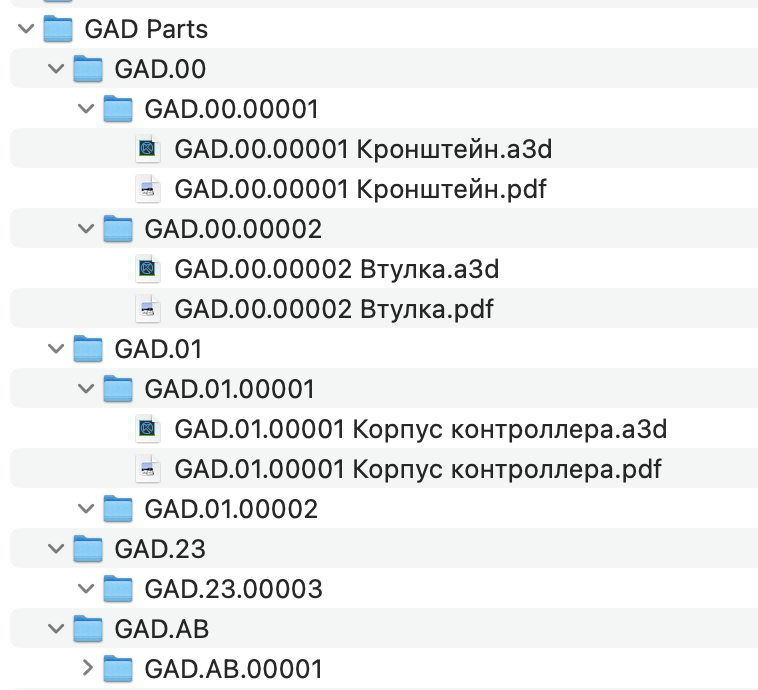 GAD Parts
GAD.00
GAD.00.00001
GAD.00.00001 Кронштейн.a3d
GAD.00.00001 Кронштейн.pdf
GAD.00.00002
GAD.00.00002 Втулка.a3d
GAD.00.00002 Втулка.pdf
GAD.01
GAD.01.00001
GAD.01.00001 Корпус контроллера.a3d
GAD.01.00001 Корпус контроллера.pdf
GAD.01.00002
GAD.23
GAD.23.00003
GAD.AB
GAD.AB.00001